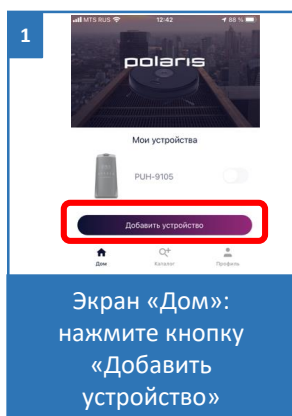 1
MTS RUS 12:42 88 %
polaris
Мои устройства
PUH-9105
Добавить устройство
Дом Каталог Профиль
Экран «Дом»:
нажмите кнопку
«Добавить
устройство»